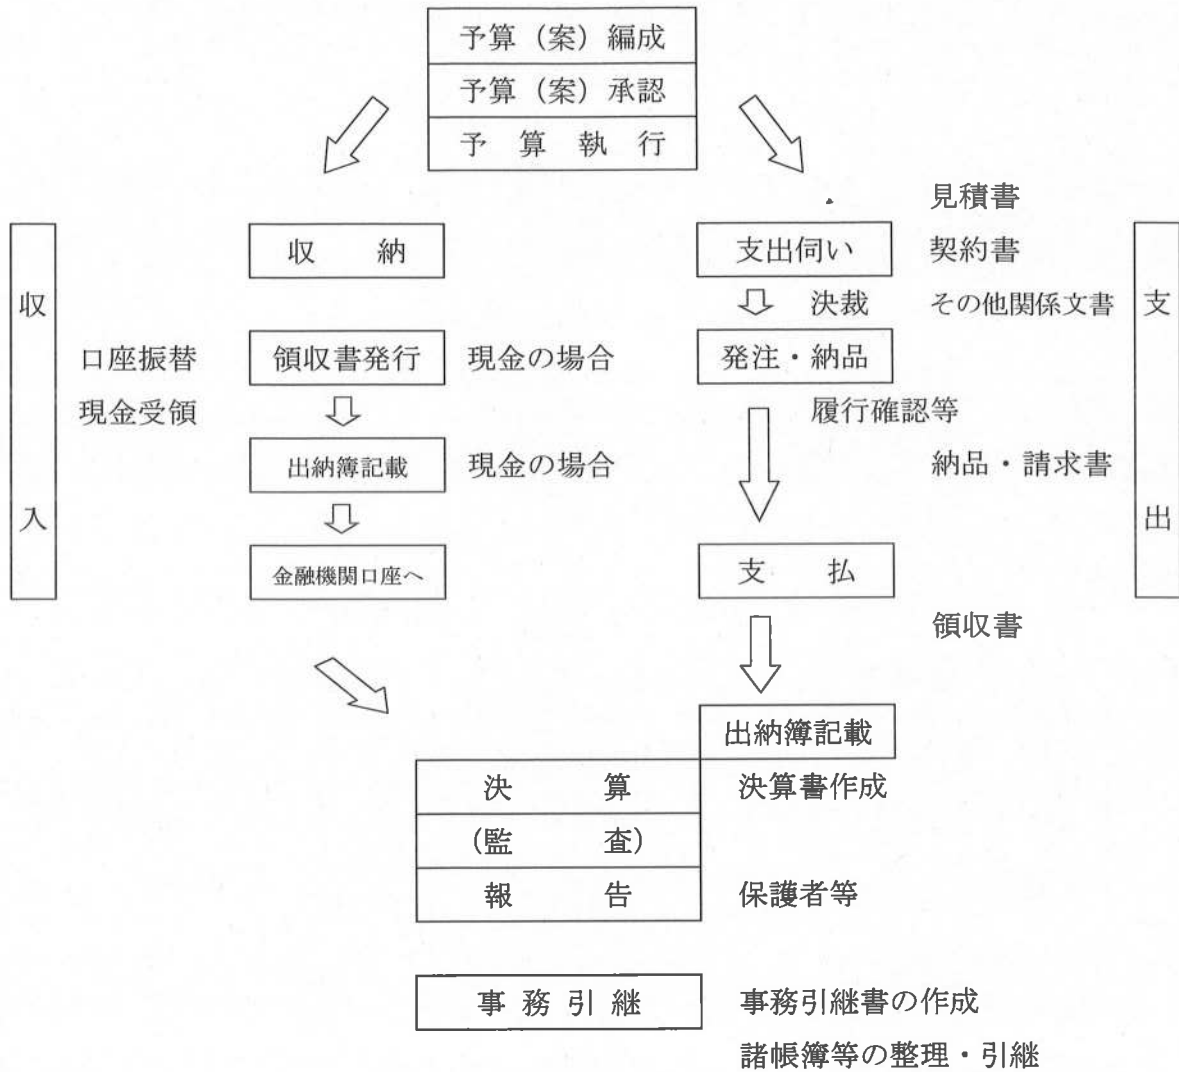 予算（案）編成
予算（案）承認
予算執行
見積書
収納
支出伺い
契約書
決裁
その他関係文書
口座振替
領収書発行
現金の場合
発注・納品
現金受領
履行確認等
出納簿記載
現金の場合
納品・請求書
金融機関口座へ
支払
収入
支出
領収書
出納簿記載
決算
決算書作成
(監査)
報告
保護者等
事務引継
事務引継書の作成
諸帳簿等の整理・引継